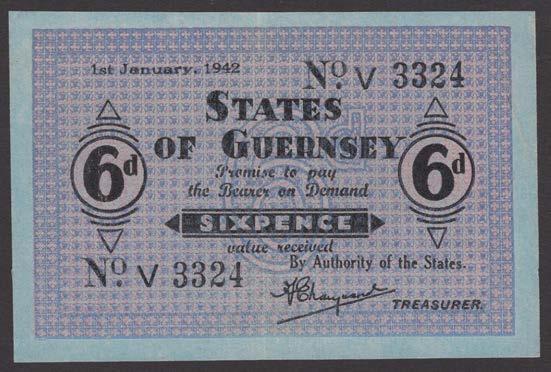 1st January. 1942
No. V 3324
STATES
OF GUERNSEY
6d
6d
Promise to pay
the Bearer on Demand
SIXPENCE
value received
No. V 3324
By Authority of the States.
TREASURER.